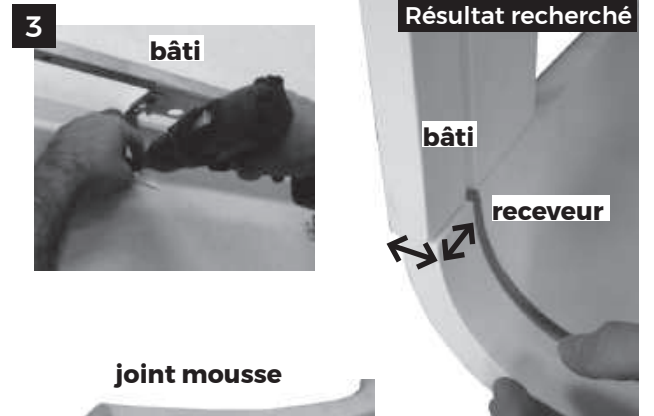 3
bâti
Résultat recherché
bâti
receveur
joint mousse